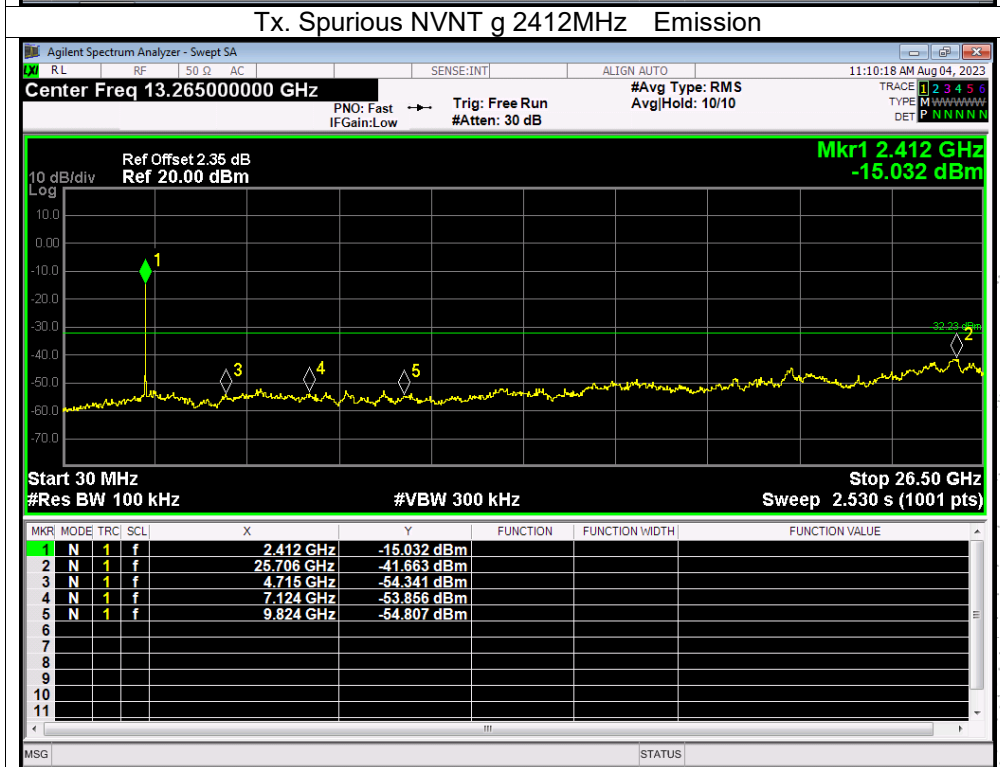 Tx. Spurious NVNT g 2412MHz Emission
Agilent Spectrum Analyzer - Swept SA
LXI RL RF 50 Ω AC SENSE:INT ALIGN AUTO 11:10:18 AM Aug 04, 2023
Center Freq 13.265000000 GHz #Avg Type: RMS TRACE 1 2 3 4 5 6
PNO: Fast Trig: Free Run Avg|Hold: 10/10 TYPE M WWWWW
IFGain:Low #Atten: 30 dB DET P N N N N N
Mkr1 2.412 GHz
Ref Offset 2.35 dB
10 dB/div Ref 20.00 dBm -15.032 dBm
Log
10.0
0.00
1
-10.0
-20.0
-30.0 -32.23 dBm
2
-40.0
3 4 5
-50.0
-60.0
-70.0
Start 30 MHz Stop 26.50 GHz
#Res BW 100 kHz #VBW 300 kHz Sweep 2.530 s (1001 pts)
MKR MODE TRC SCL X Y FUNCTION FUNCTION WIDTH FUNCTION VALUE
1 N 1 f 2.412 GHz -15.032 dBm
2 N 1 f 25.706 GHz -41.663 dBm
3 N 1 f 4.715 GHz -54.341 dBm
4 N 1 f 7.124 GHz -53.856 dBm
5 N 1 f 9.824 GHz -54.807 dBm
6
7
8
9
10
11
MSG STATUS